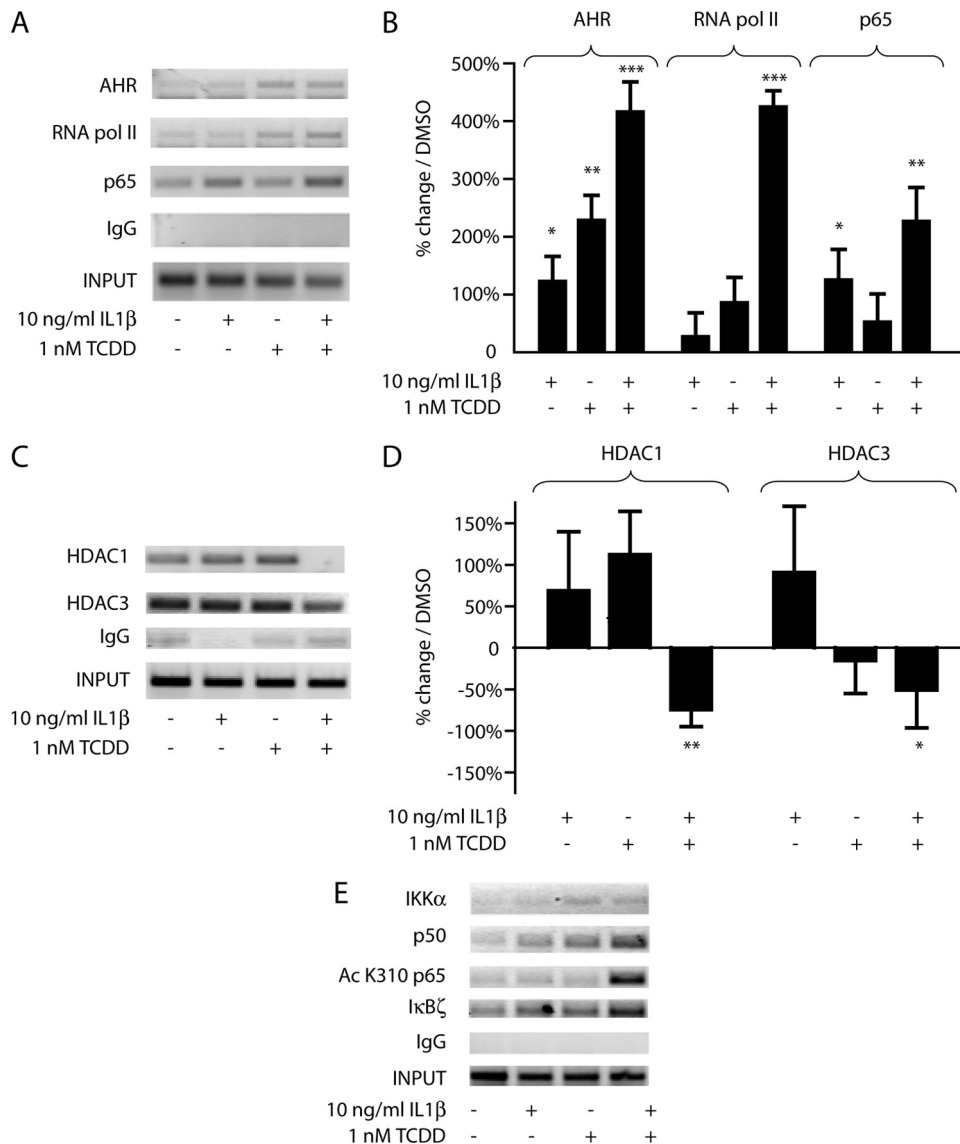 A
AHR
RNA pol II
p65
IgG
INPUT
10 ng/ml IL1β - + - +
1 nM TCDD - - + +
B
AHR RNA pol II p65
% change / DMSO
500%
400%
300%
200%
100%
0
* ** *** *** * **
10 ng/ml IL1β + - + + - + + - +
1 nM TCDD - + + - + + - + +
C
HDAC1
HDAC3
IgG
INPUT
10 ng/ml IL1β - + - +
1 nM TCDD - - + +
D
HDAC1 HDAC3
% change / DMSO
150%
100%
50%
0
-50%
-100%
-150%
** *
10 ng/ml IL1β + - + + - +
1 nM TCDD - + + - + +
E
IKKα
p50
Ac K310 p65
IκBζ
IgG
INPUT
10 ng/ml IL1β - + - +
1 nM TCDD - - + +